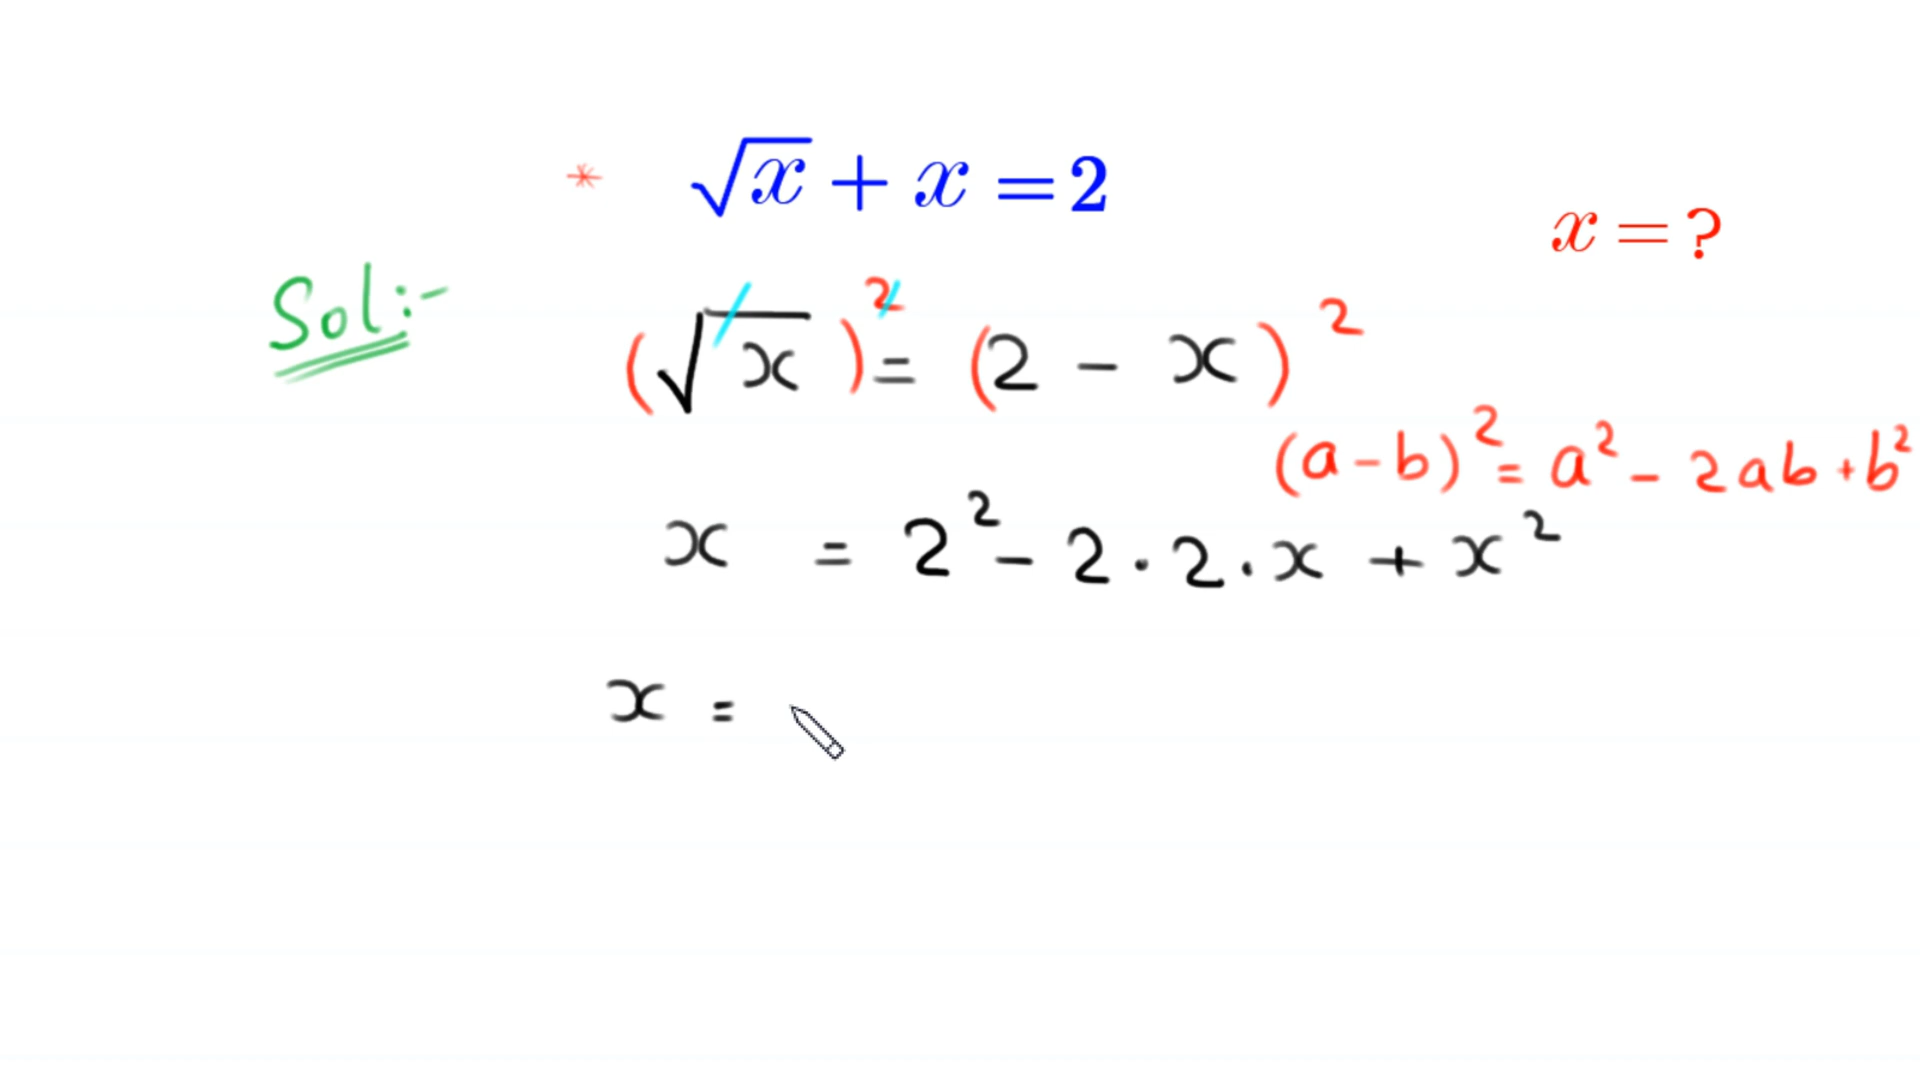 * √x + x = 2
x = ?
Sol:-
(√x)² = (2 - x)²
(a - b)² = a² - 2ab + b²
x = 2² - 2 · 2 · x + x²
x =